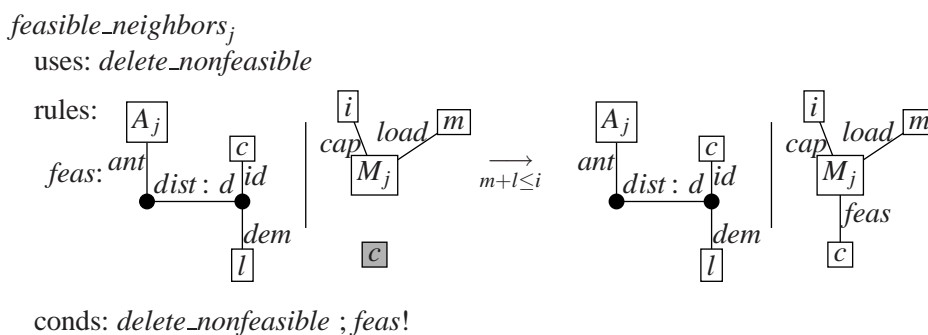 feasible_neighbors_j
uses: delete_nonfeasible
rules:
feas:
A_j
ant
dist : d
c
id
dem
l
i
cap
load
m
M_j
c
⟶
m+l≤i
A_j
ant
dist : d
c
id
dem
l
i
cap
load
m
M_j
feas
c
conds: delete_nonfeasible ; feas!